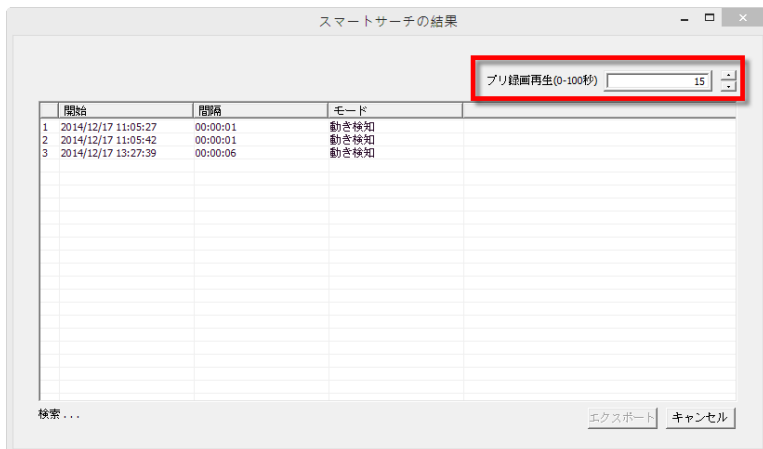 スマートサーチの結果
プリ録画再生(0-100秒) 15
開始 間隔 モード
1 2014/12/17 11:05:27 00:00:01 動き検知
2 2014/12/17 11:05:42 00:00:01 動き検知
3 2014/12/17 13:27:39 00:00:06 動き検知
検索 . . .
エクスポート キャンセル